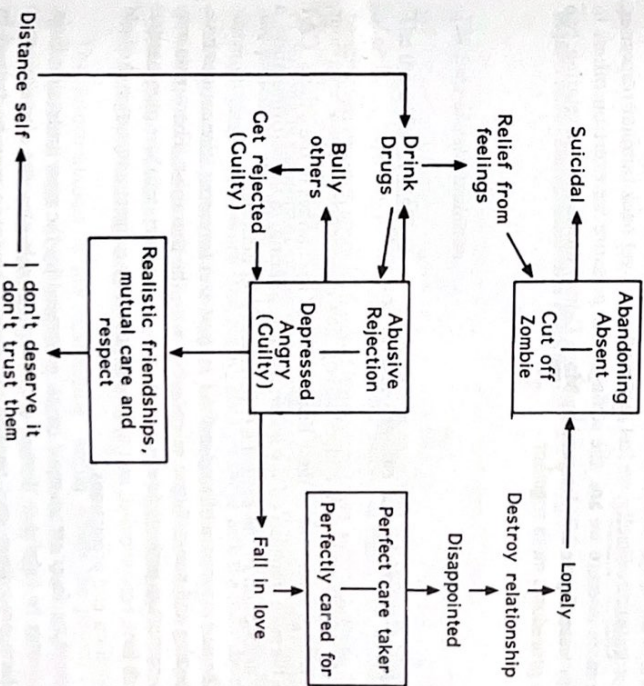 Suicidal
Abandoning
Absent
Cut off
Zombie
Lonely
Relief from
feelings
Destroy relationship
Disappointed
Drink
Drugs
Abusive
Rejection
Depressed
Angry
(Guilty)
Perfect care taker
Perfectly cared for
Bully
others
Get rejected
(Guilty)
Fall in love
Realistic friendships,
mutual care and
respect
Distance self
I don't deserve it
I don't trust them